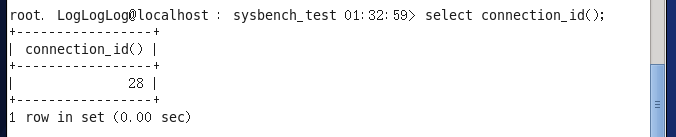 root. LogLogLog@localhost : sysbench_test 01:32:59> select connection_id();
+-----------------+
| connection_id() |
+-----------------+
|              28 |
+-----------------+
1 row in set (0.00 sec)